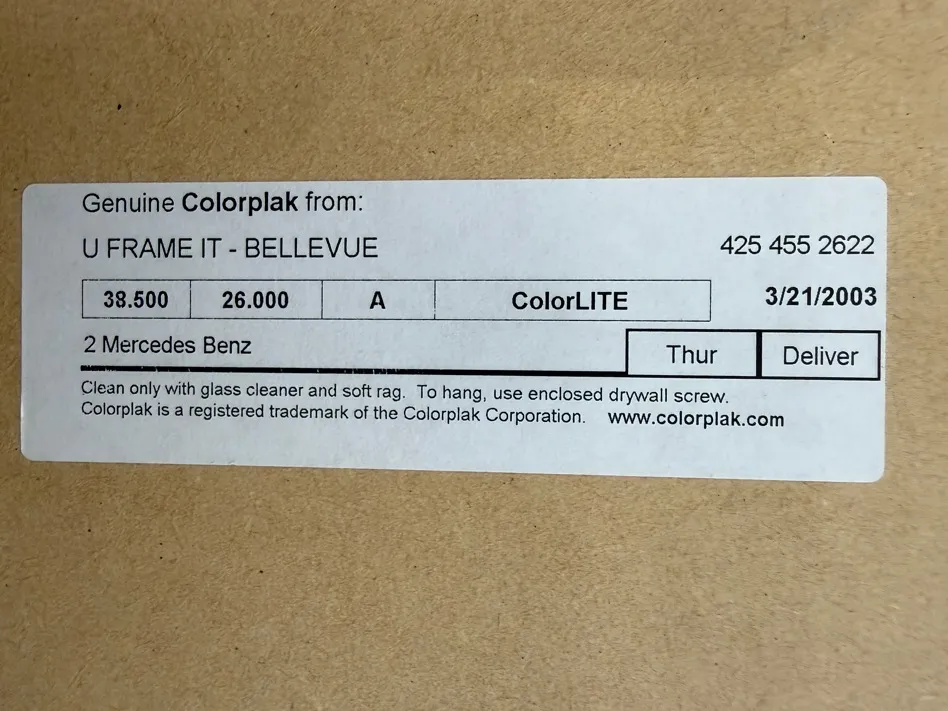 Genuine Colorplak from:
U FRAME IT - BELLEVUE 425 455 2622
38.500 26.000 A ColorLITE 3/21/2003
2 Mercedes Benz Thur Deliver
Clean only with glass cleaner and soft rag. To hang, use enclosed drywall screw.
Colorplak is a registered trademark of the Colorplak Corporation. www.colorplak.com